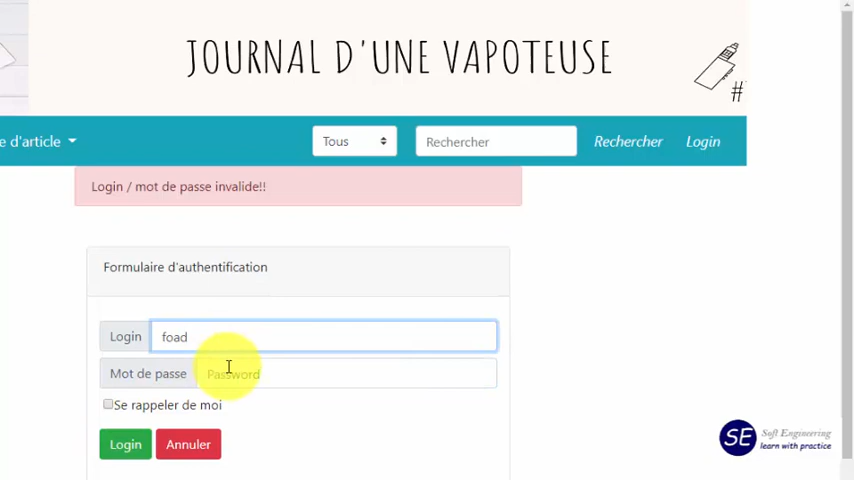 JOURNAL D'UNE VAPOTEUSE
#
e d'article
Tous
Rechercher
Rechercher
Login
Login / mot de passe invalide!!
Formulaire d'authentification
Login
foad
Mot de passe
Password
Se rappeler de moi
Login
Annuler
SE
Soft Engineering
learn with practice